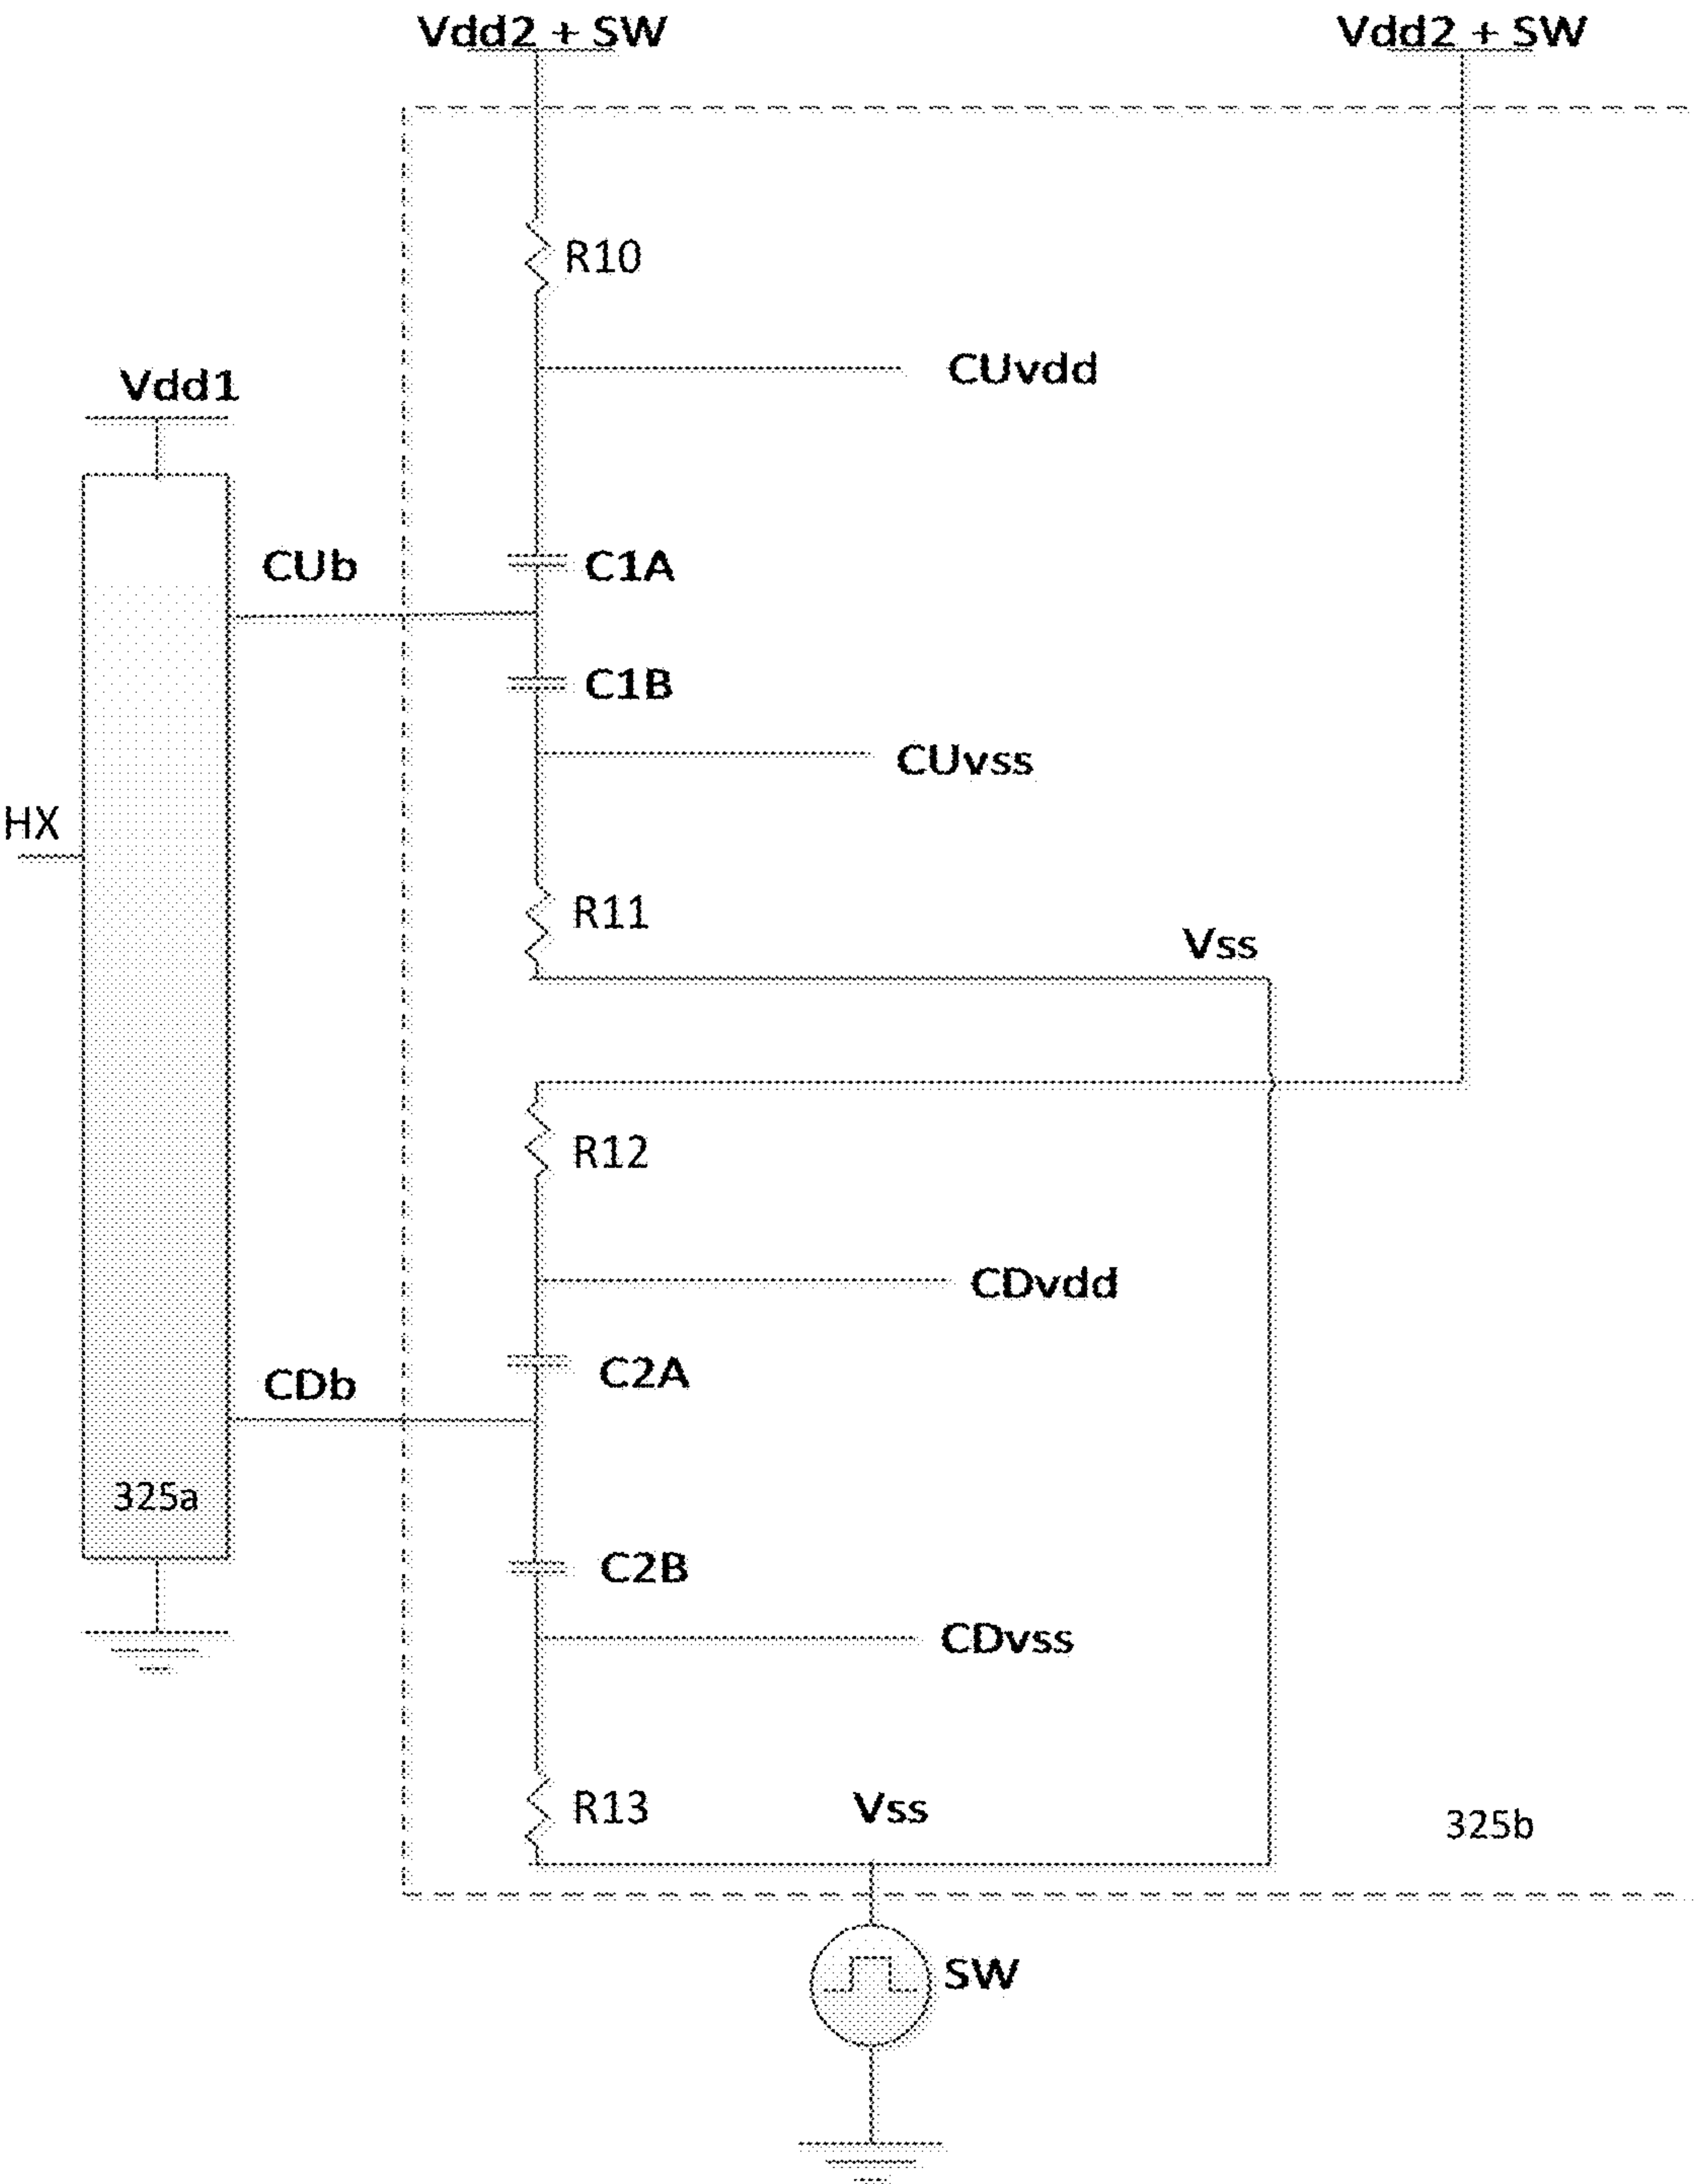 Vdd2 + SW
Vdd2 + SW
R10
CUvdd
Vdd1
CUb
C1A
C1B
CUvss
HX
R11
Vss
R12
CDvdd
C2A
CDb
325a
C2B
CDvss
R13
Vss
325b
SW